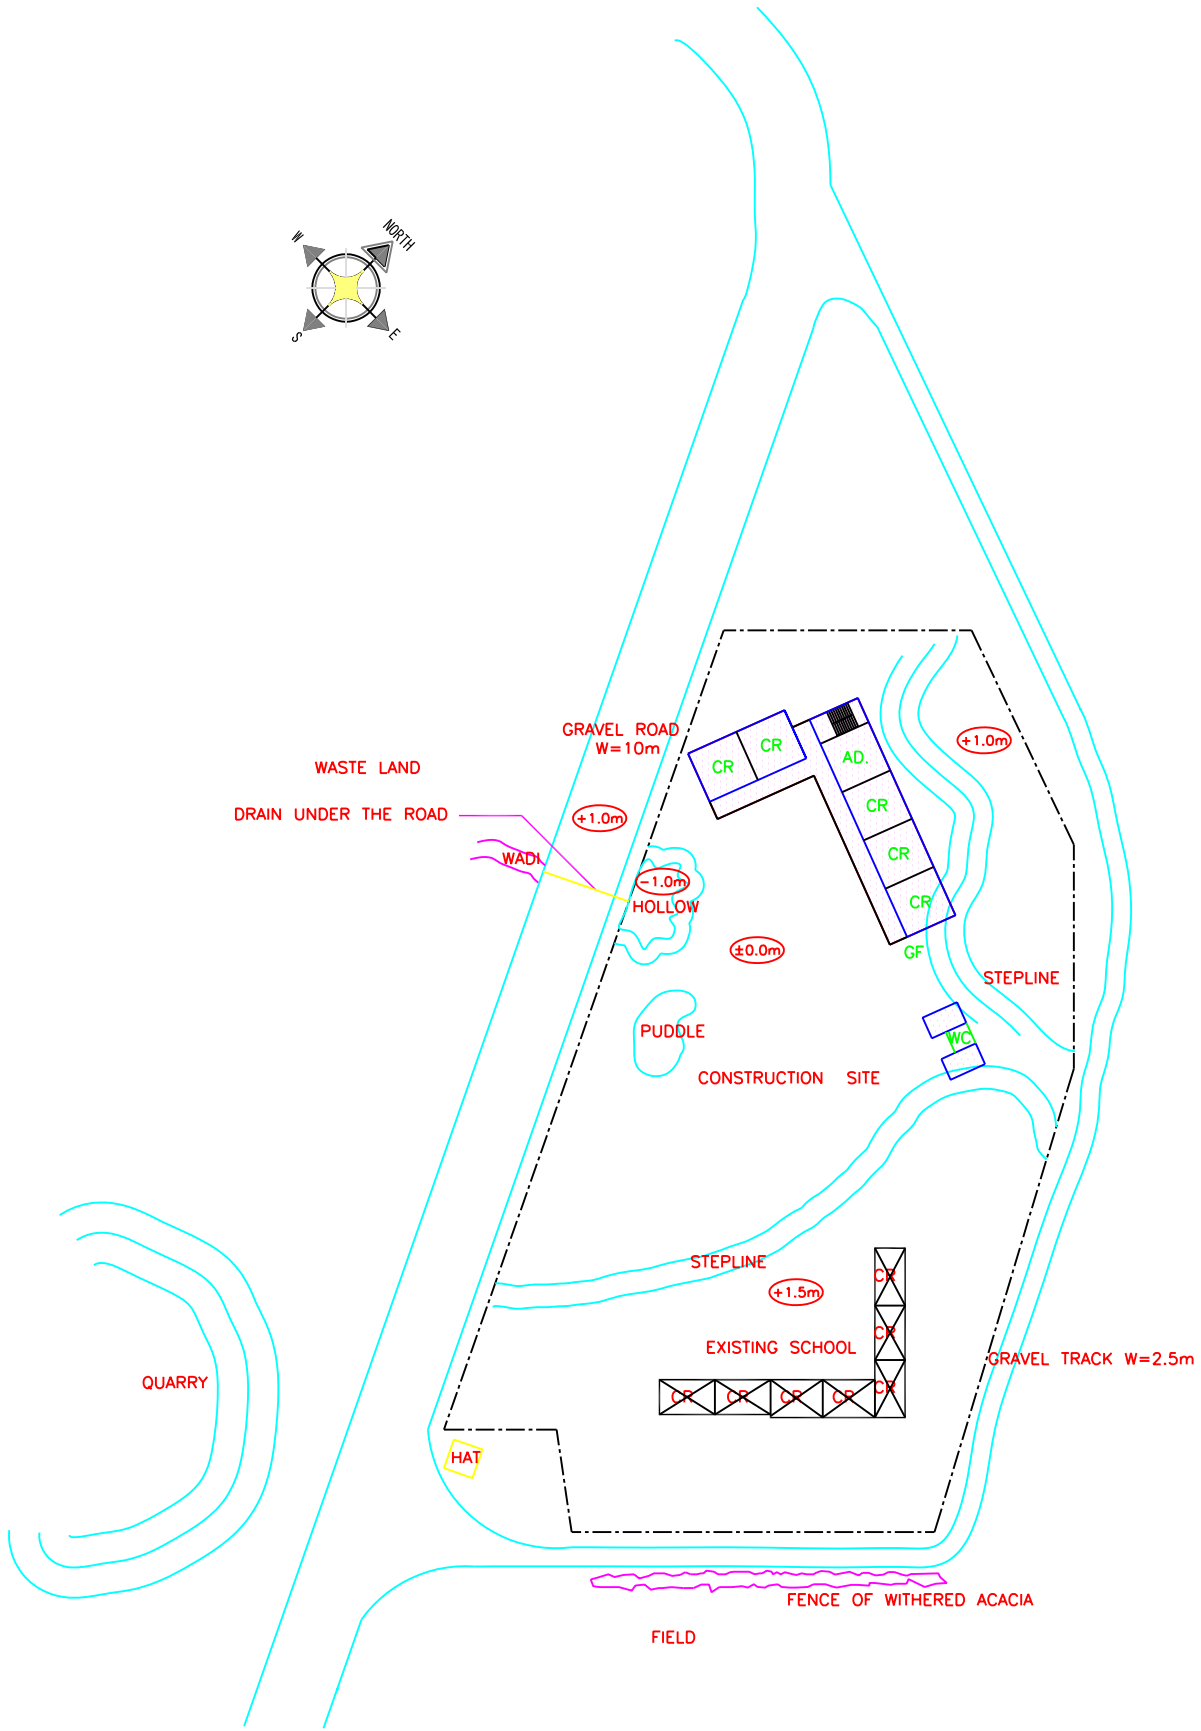 W
NORTH
S
E
GRAVEL ROAD
W=10m
WASTE LAND
DRAIN UNDER THE ROAD
+1.0m
WADI
CR
CR
AD.
CR
CR
CR
GF
+1.0m
-1.0m
HOLLOW
±0.0m
STEPLINE
PUDDLE
WC
CONSTRUCTION SITE
STEPLINE
+1.5m
EXISTING SCHOOL
CR
CR
CR
CR
CR
CR
CR
GRAVEL TRACK W=2.5m
QUARRY
HAT
FENCE OF WITHERED ACACIA
FIELD